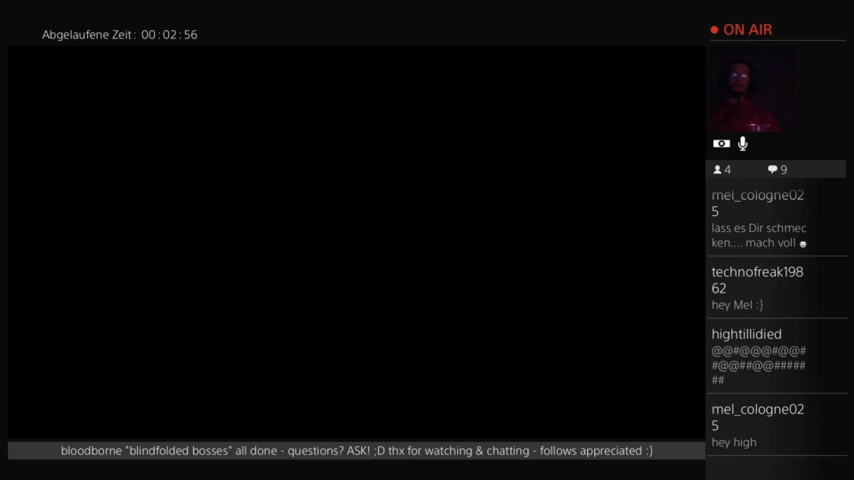 Abgelaufene Zeit: 00:02:56
ON AIR
4
9
mel_cologne02
5
lass es Dir schmec
ken.... mach voll
technofreak198
62
hey Mel :}
hightillidied
@@#@@@#@@#
#@@##@@#####
##
mel_cologne02
5
hey high
bloodborne "blindfolded bosses" all done - questions? ASK! ;D thx for watching & chatting - follows appreciated :)